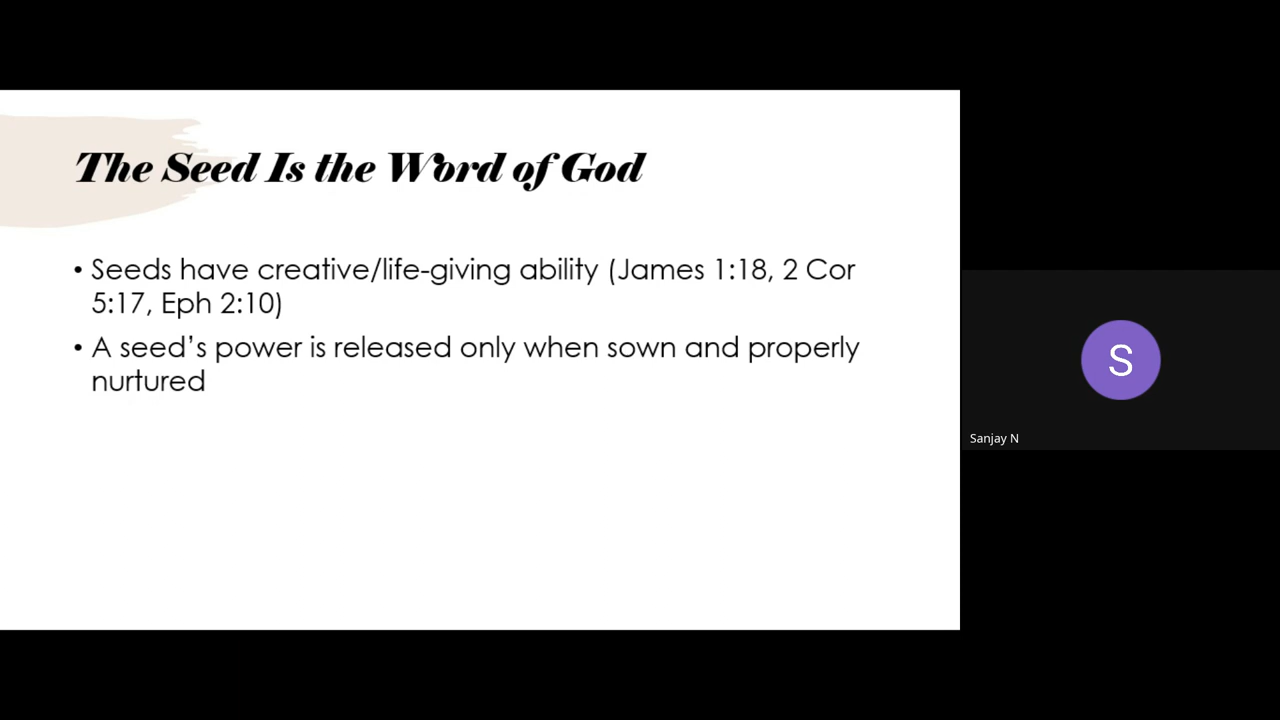 The Seed Is the Word of God
• Seeds have creative/life-giving ability (James 1:18, 2 Cor
5:17, Eph 2:10)
• A seed’s power is released only when sown and properly
nurtured
S
Sanjay N